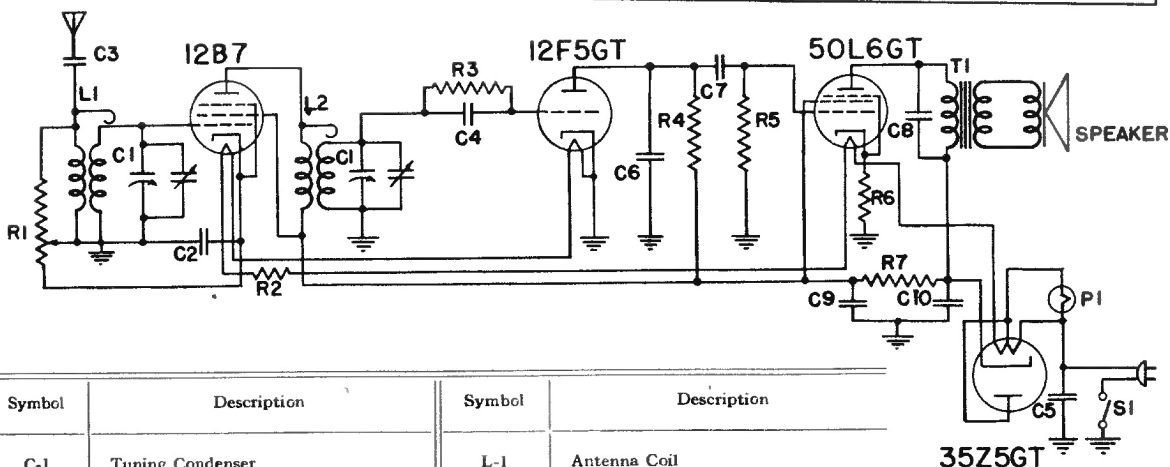 12B7
12F5GT
50L6GT
C3
R3
T1
L1
L2
C7
C4
R4
R5
C8
SPEAKER
C1
C1
C6
R6
R1
C2
R7
R2
C9
C10
P1
C5
S1
35Z5GT
Symbol Description Symbol Description
C-1 Tuning Condenser L-1 Antenna Coil